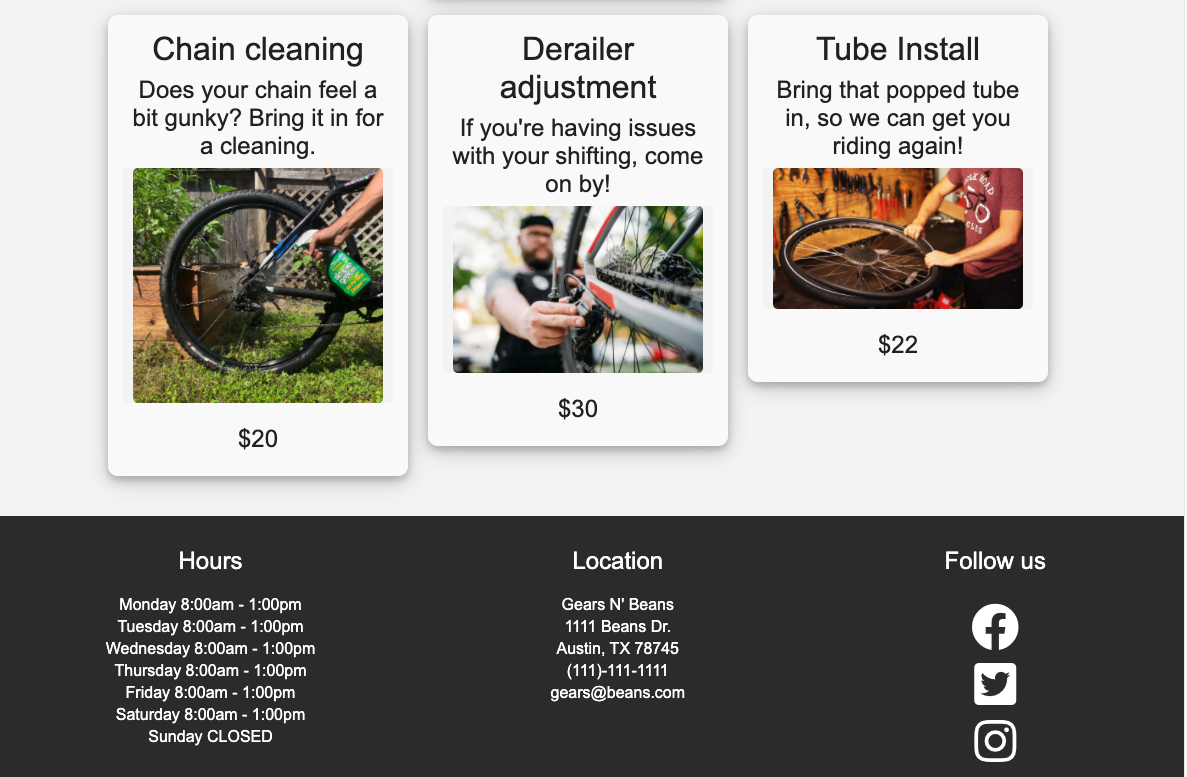 Chain cleaning
Does your chain feel a
bit gunky? Bring it in for
a cleaning.
$20
Derailer
adjustment
If you're having issues
with your shifting, come
on by!
$30
Tube Install
Bring that popped tube
in, so we can get you
riding again!
$22
Hours
Monday 8:00am - 1:00pm
Tuesday 8:00am - 1:00pm
Wednesday 8:00am - 1:00pm
Thursday 8:00am - 1:00pm
Friday 8:00am - 1:00pm
Saturday 8:00am - 1:00pm
Sunday CLOSED
Location
Gears N' Beans
1111 Beans Dr.
Austin, TX 78745
(111)-111-1111
gears@beans.com
Follow us